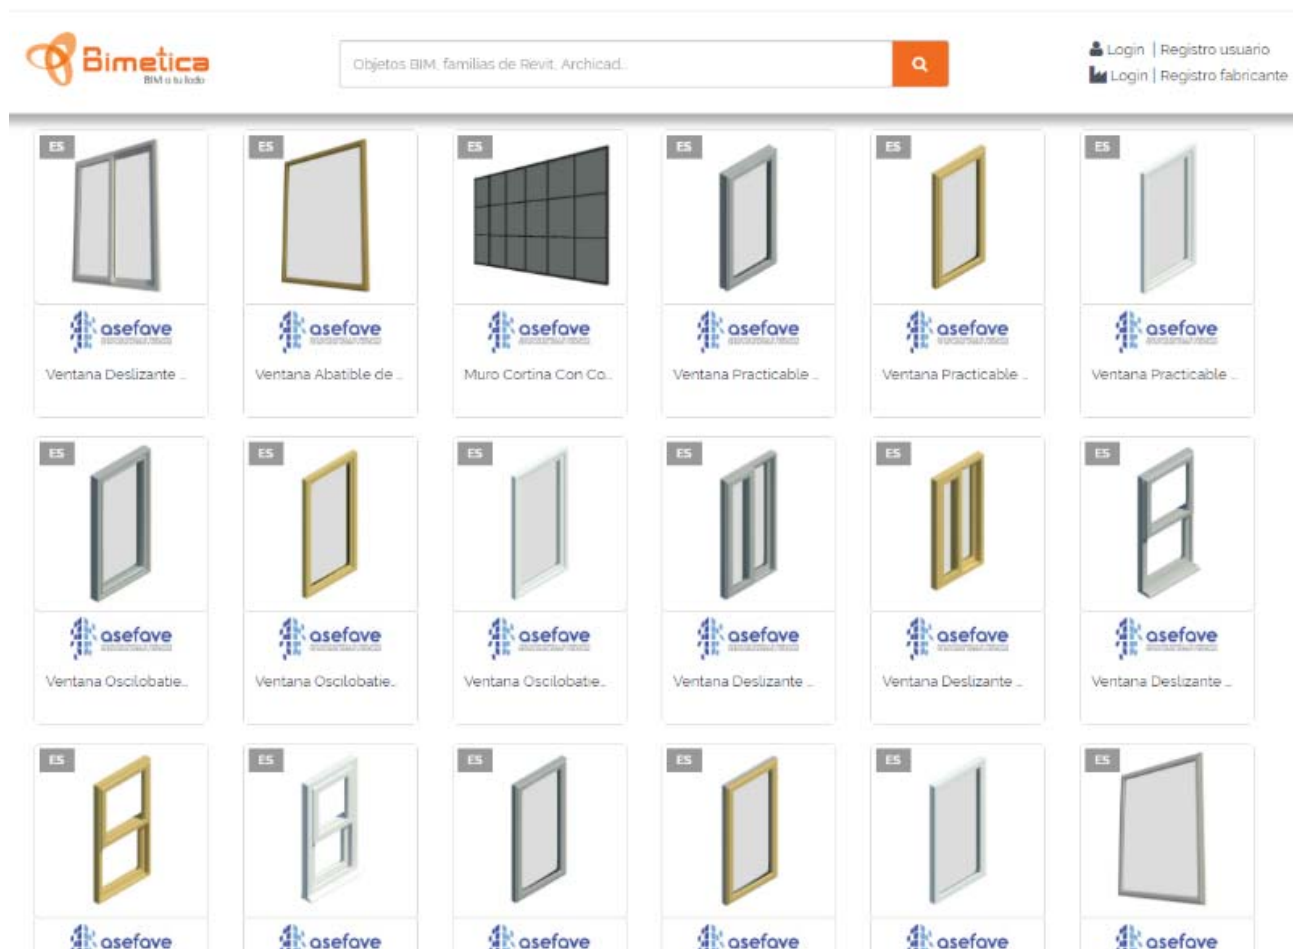 Bimetica
BIM a tu lado
Objetos BIM, familias de Revit, Archicad...
Login | Registro usuario
Login | Registro fabricante
ES
ES
ES
ES
ES
ES
asefave
asefave
asefave
asefave
asefave
asefave
Ventana Deslizante ...
Ventana Abatible de ...
Muro Cortina Con Co...
Ventana Practicable ...
Ventana Practicable ...
Ventana Practicable ...
ES
ES
ES
ES
ES
ES
asefave
asefave
asefave
asefave
asefave
asefave
Ventana Oscilobatie...
Ventana Oscilobatie...
Ventana Oscilobatie...
Ventana Deslizante ...
Ventana Deslizante ...
Ventana Deslizante ...
ES
ES
ES
ES
ES
ES
asefave
asefave
asefave
asefave
asefave
asefave